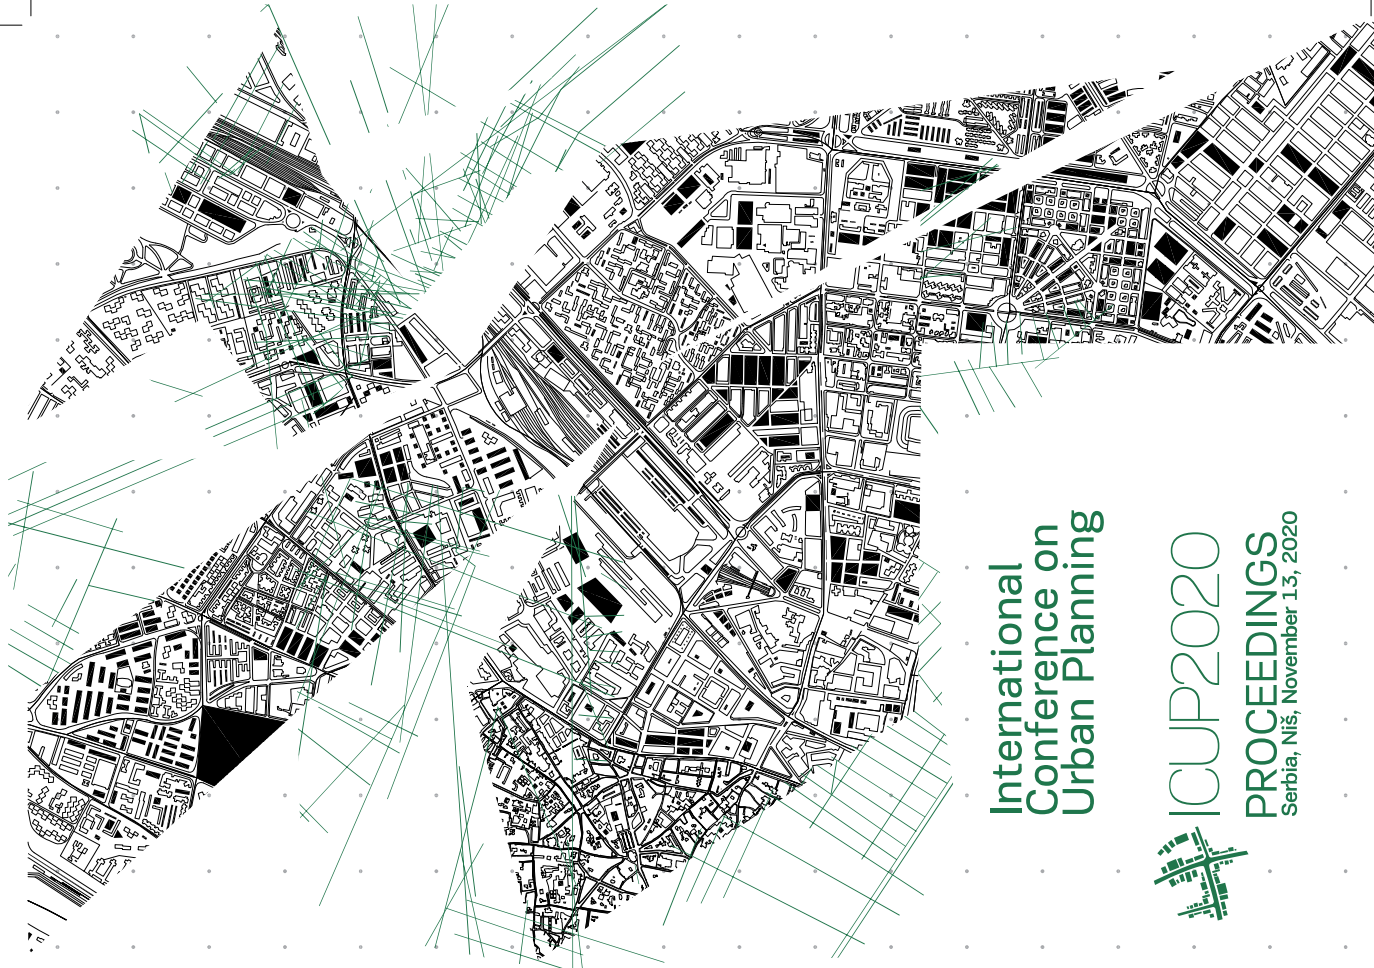 International
Conference on
Urban Planning
ICUP2020
PROCEEDINGS
Serbia, Niš, November 13, 2020